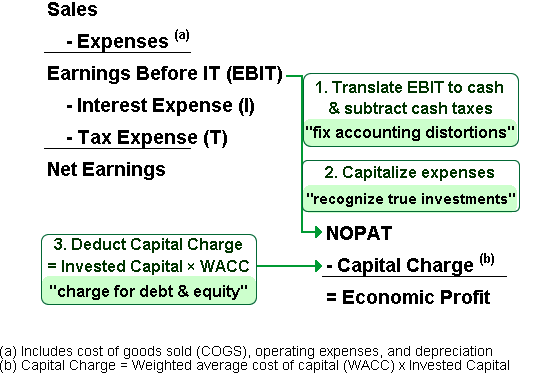 Sales
- Expenses (a)
Earnings Before IT (EBIT)
- Interest Expense (I)
- Tax Expense (T)
Net Earnings
1. Translate EBIT to cash
& subtract cash taxes
"fix accounting distortions"
2. Capitalize expenses
"recognize true investments"
3. Deduct Capital Charge
= Invested Capital × WACC
"charge for debt & equity"
NOPAT
- Capital Charge (b)
= Economic Profit
(a) Includes cost of goods sold (COGS), operating expenses, and depreciation
(b) Capital Charge = Weighted average cost of capital (WACC) x Invested Capital